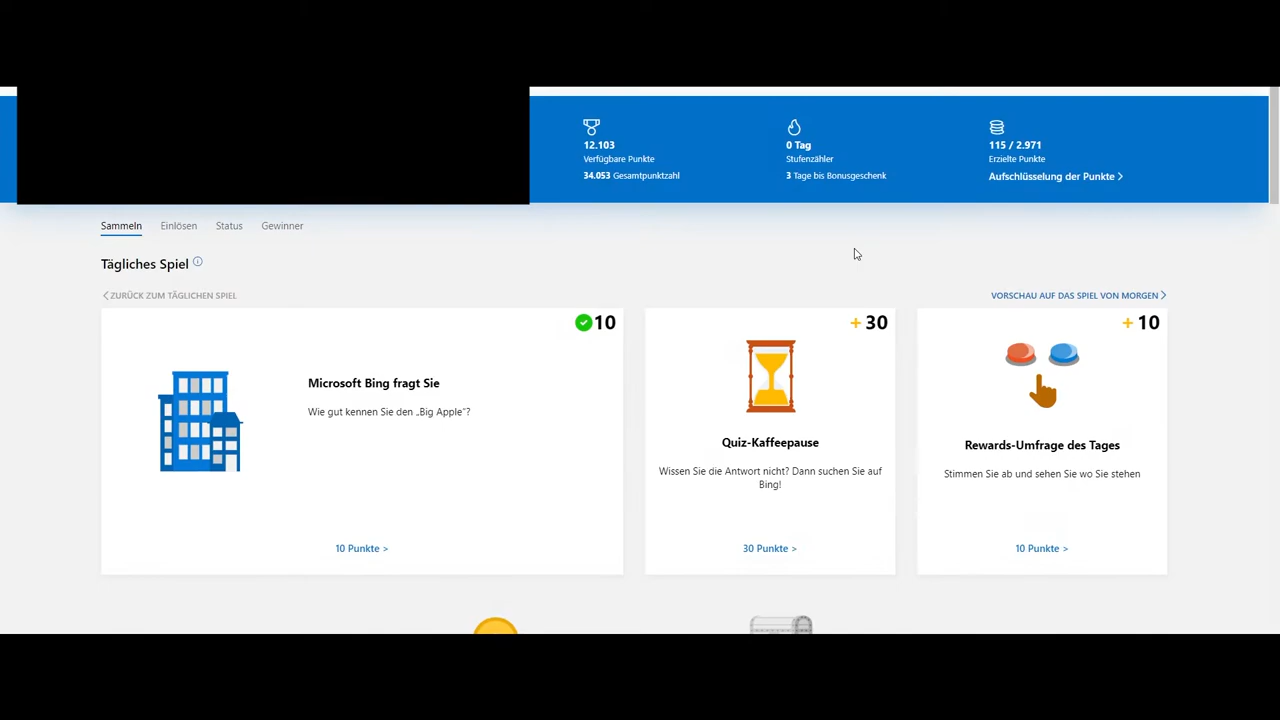 12.103
Verfügbare Punkte
34.053 Gesamtpunktzahl
0 Tag
Stufenzähler
3 Tage bis Bonusgeschenk
115 / 2.971
Erzielte Punkte
Aufschlüsselung der Punkte >
Sammeln
Einlösen
Status
Gewinner
Tägliches Spiel
ZURÜCK ZUM TÄGLICHEN SPIEL
VORSCHAU AUF DAS SPIEL VON MORGEN
10
Microsoft Bing fragt Sie
Wie gut kennen Sie den „Big Apple“?
10 Punkte >
+ 30
Quiz-Kaffeepause
Wissen Sie die Antwort nicht? Dann suchen Sie auf
Bing!
30 Punkte >
+ 10
Rewards-Umfrage des Tages
Stimmen Sie ab und sehen Sie wo Sie stehen
10 Punkte >